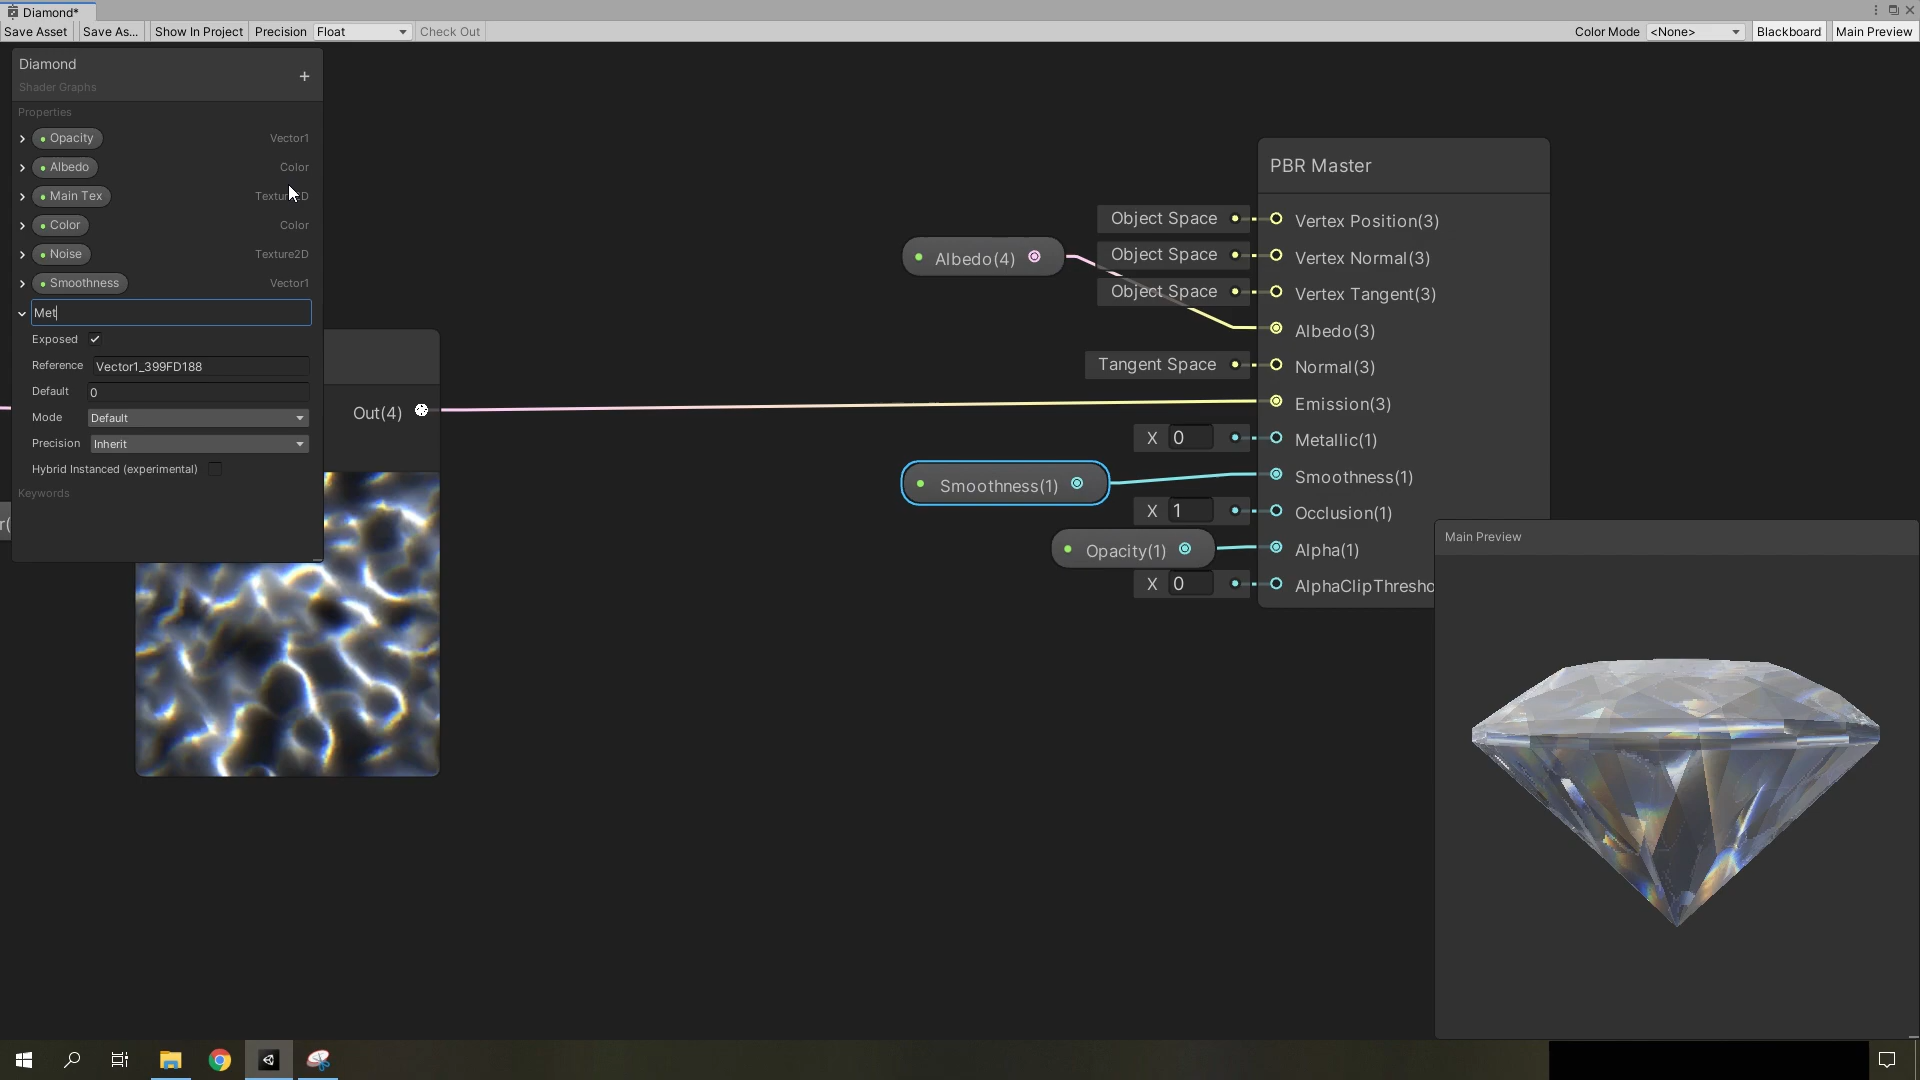 Diamond*
Save Asset Save As... Show In Project Precision Float Check Out Color Mode <None> Blackboard Main Preview
Diamond +
Shader Graphs
Properties
Opacity Vector1
Albedo Color
Main Tex Texture2D
Color Color
Noise Texture2D
Smoothness Vector1
Met
Exposed
Reference Vector1_399FD188
Default 0
Mode Default
Precision Inherit
Hybrid Instanced (experimental)
Keywords
Out(4)
Albedo(4)
Smoothness(1)
Opacity(1)
PBR Master
Object Space Vertex Position(3)
Object Space Vertex Normal(3)
Object Space Vertex Tangent(3)
Albedo(3)
Tangent Space Normal(3)
Emission(3)
X 0 Metallic(1)
Smoothness(1)
X 1 Occlusion(1)
Alpha(1)
X 0 AlphaClipThresho
Main Preview